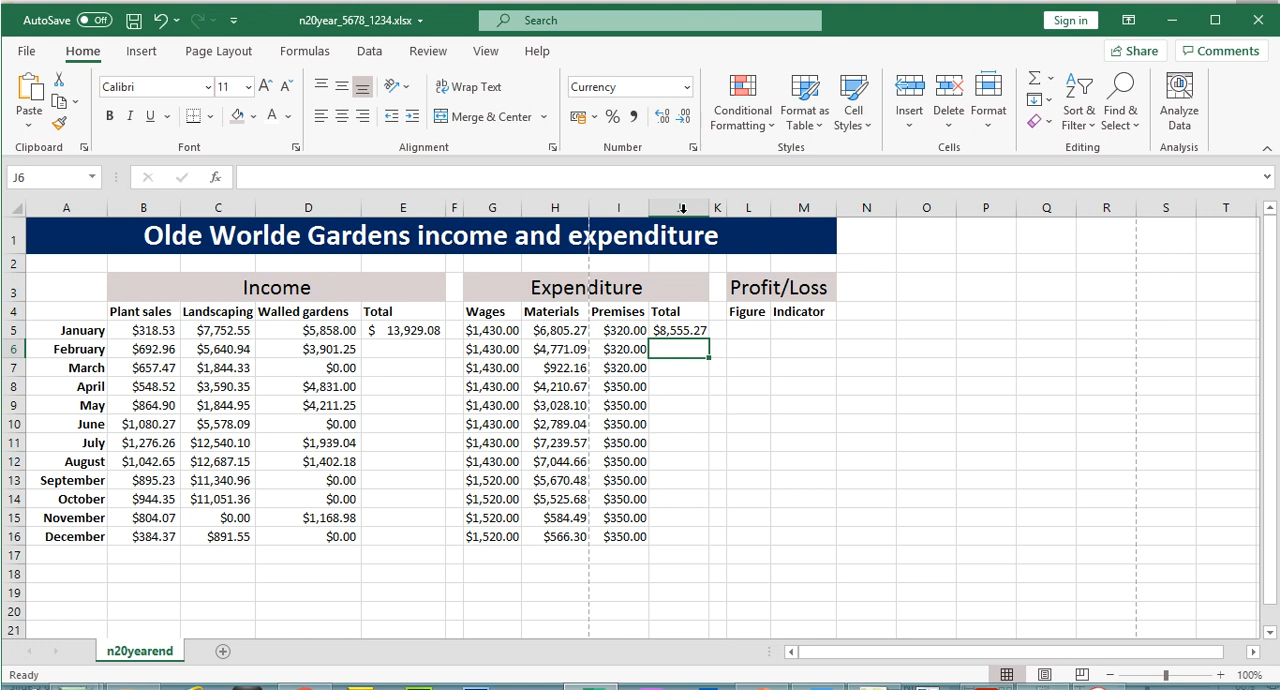 AutoSave Off n20year_5678_1234.xlsx Search Sign in
File Home Insert Page Layout Formulas Data Review View Help Share Comments
Paste Calibri 11 Wrap Text Currency Conditional Formatting Format as Table Cell Styles Insert Delete Format Sort & Filter Find & Select Analyze Data
B I U Merge & Center
Clipboard Font Alignment Number Styles Cells Editing Analysis
J6 fx
A B C D E F G H I K L M N O P Q R S T
1 Olde Worlde Gardens income and expenditure
2
3 Income Expenditure Profit/Loss
4 Plant sales Landscaping Walled gardens Total Wages Materials Premises Total Figure Indicator
5 January $318.53 $7,752.55 $5,858.00 $ 13,929.08 $1,430.00 $6,805.27 $320.00 $8,555.27
6 February $692.96 $5,640.94 $3,901.25 $1,430.00 $4,771.09 $320.00
7 March $657.47 $1,844.33 $0.00 $1,430.00 $922.16 $320.00
8 April $548.52 $3,590.35 $4,831.00 $1,430.00 $4,210.67 $350.00
9 May $864.90 $1,844.95 $4,211.25 $1,430.00 $3,028.10 $350.00
10 June $1,080.27 $5,578.09 $0.00 $1,430.00 $2,789.04 $350.00
11 July $1,276.26 $12,540.10 $1,939.04 $1,430.00 $7,239.57 $350.00
12 August $1,042.65 $12,687.15 $1,402.18 $1,430.00 $7,044.66 $350.00
13 September $895.23 $11,340.96 $0.00 $1,520.00 $5,670.48 $350.00
14 October $944.35 $11,051.36 $0.00 $1,520.00 $5,525.68 $350.00
15 November $804.07 $0.00 $1,168.98 $1,520.00 $584.49 $350.00
16 December $384.37 $891.55 $0.00 $1,520.00 $566.30 $350.00
17
18
19
20
21
n20yearend
Ready 100%